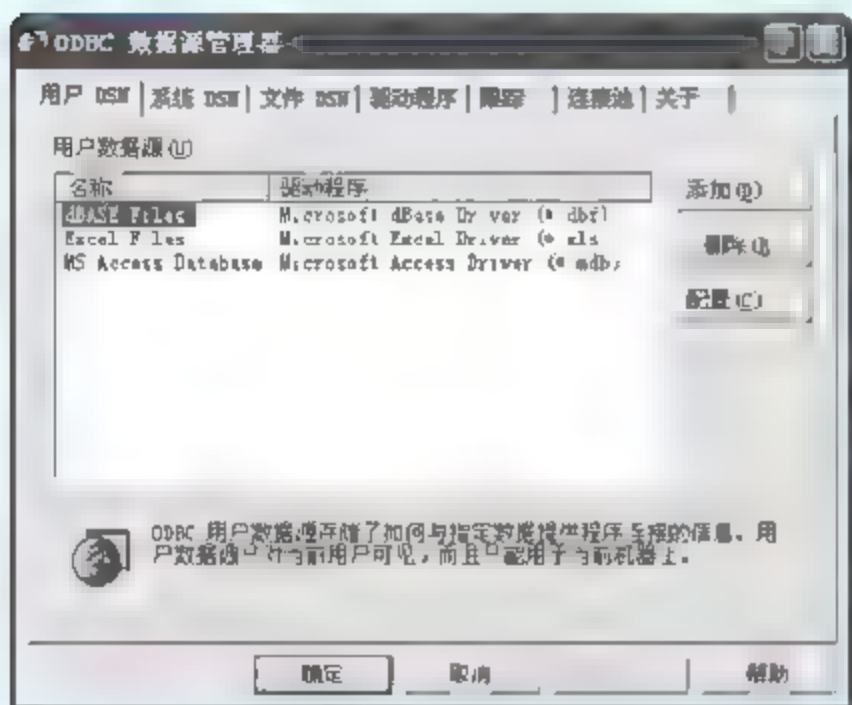 ODBC 数据源管理器
用户 DSN 系统 DSN 文件 DSN 驱动程序 跟踪 连接池 关于
用户数据源(U)
名称 驱动程序
dBASE Files Microsoft dBase Driver (*.dbf)
Excel Files Microsoft Excel Driver (*.xls
MS Access Database Microsoft Access Driver (*.mdb)
添加(D)
删除(R)
配置(C)
ODBC 用户数据源存储了如何与指定数据提供程序连接的信息。用
户数据源只对当前用户可见,而且只能用于当前机器上。
确定 取消 帮助